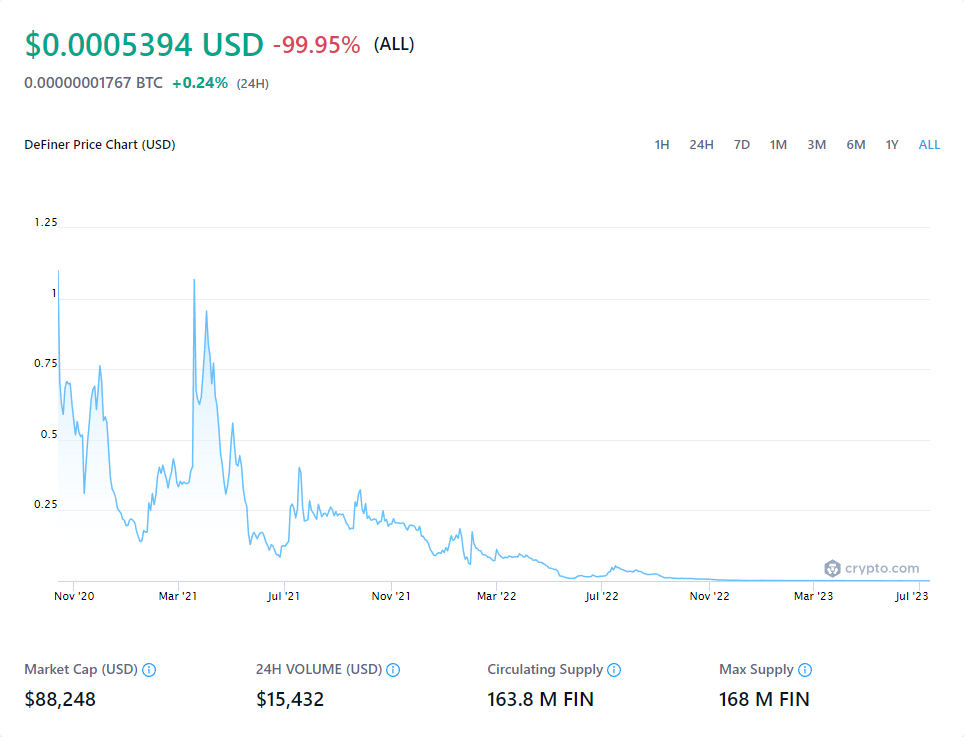 $0.0005394 USD -99.95% (ALL)
0.00000001767 BTC +0.24% (24H)
DeFiner Price Chart (USD) 1H 24H 7D 1M 3M 6M 1Y ALL
1.25
1
0.75
0.5
0.25
crypto.com
Nov '20 Mar '21 Jul '21 Nov '21 Mar '22 Jul '22 Nov '22 Mar '23 Jul '23
Market Cap (USD) 24H VOLUME (USD) Circulating Supply Max Supply
$88,248 $15,432 163.8 M FIN 168 M FIN